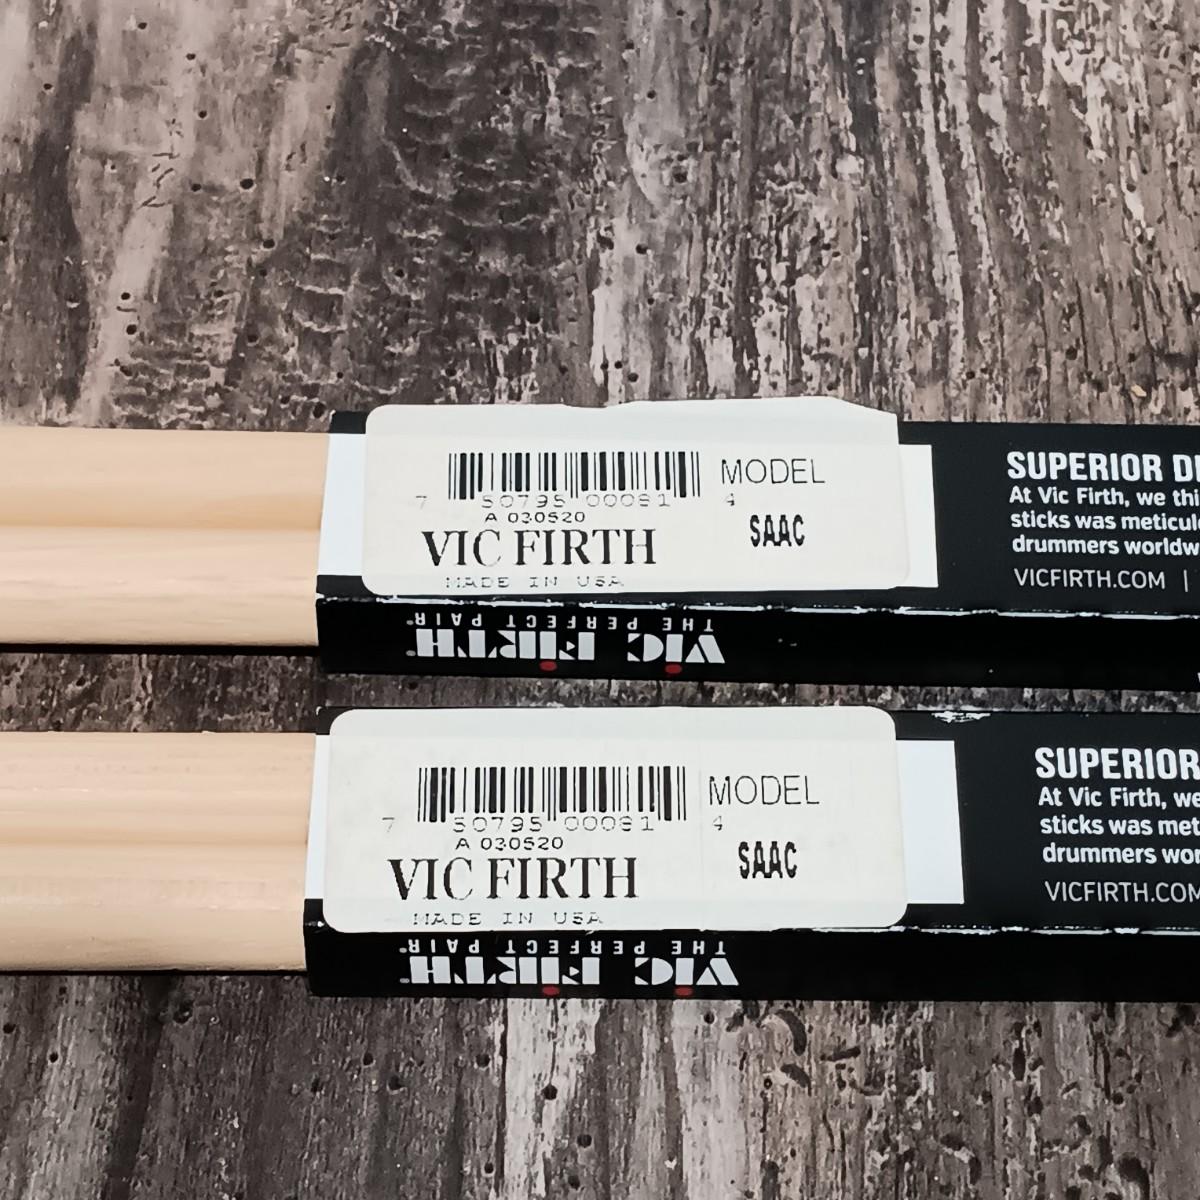 MODEL
7 50795 00081 4
A 030520
SAAC
VIC FIRTH
MADE IN USA
SUPERIOR
At Vic Firth, we thi
sticks was meticul
drummers worldw
VICFIRTH.COM |
VIC FIRTH
THE PERFECT PAIR
MODEL
7 50795 00081 4
A 030520
SAAC
VIC FIRTH
MADE IN USA
SUPERIOR
At Vic Firth, we
sticks was met
drummers wor
VICFIRTH.COM
VIC FIRTH
THE PERFECT PAIR